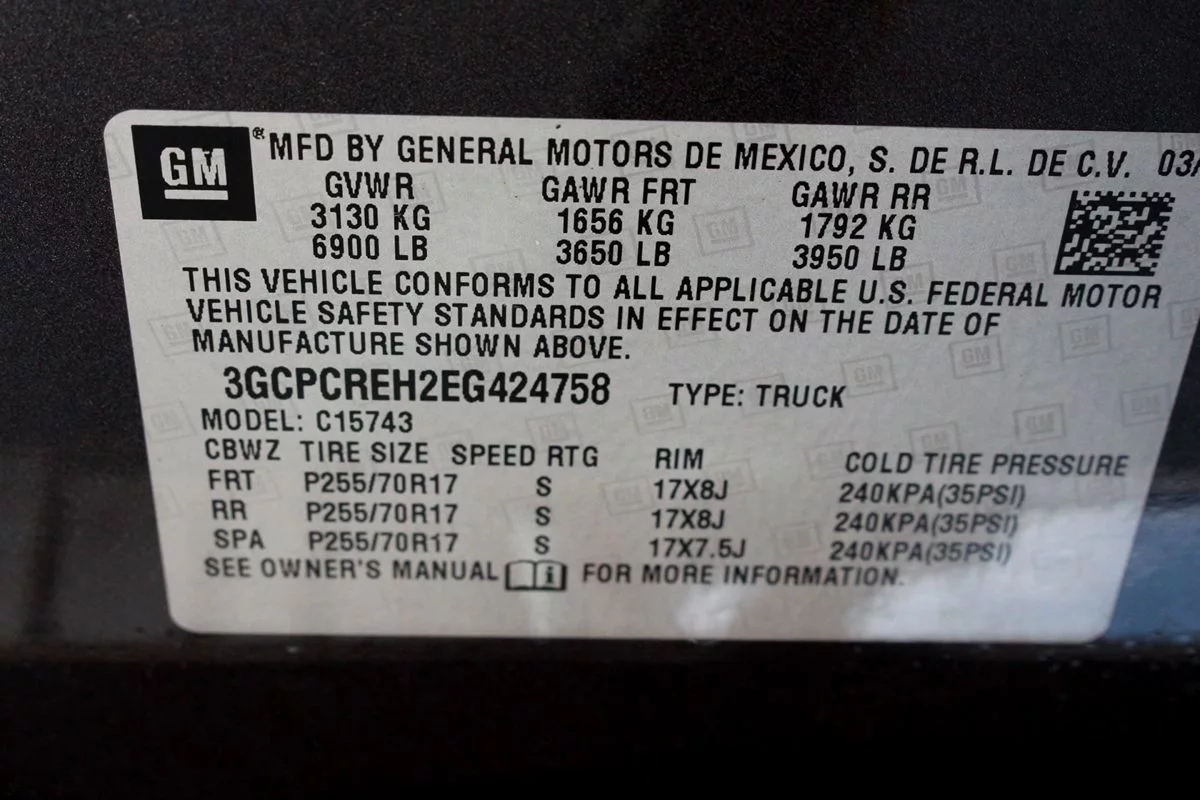 GM ® MFD BY GENERAL MOTORS DE MEXICO, S. DE R.L. DE C.V. 03/
GVWR GAWR FRT GAWR RR
3130 KG 1656 KG 1792 KG
6900 LB 3650 LB 3950 LB
THIS VEHICLE CONFORMS TO ALL APPLICABLE U.S. FEDERAL MOTOR
VEHICLE SAFETY STANDARDS IN EFFECT ON THE DATE OF
MANUFACTURE SHOWN ABOVE.
3GCPCREH2EG424758 TYPE: TRUCK
MODEL: C15743
CBWZ TIRE SIZE SPEED RTG RIM COLD TIRE PRESSURE
FRT P255/70R17 S 17X8J 240KPA(35PSI)
RR P255/70R17 S 17X8J 240KPA(35PSI)
SPA P255/70R17 S 17X7.5J 240KPA(35PSI)
SEE OWNER'S MANUAL i FOR MORE INFORMATION.